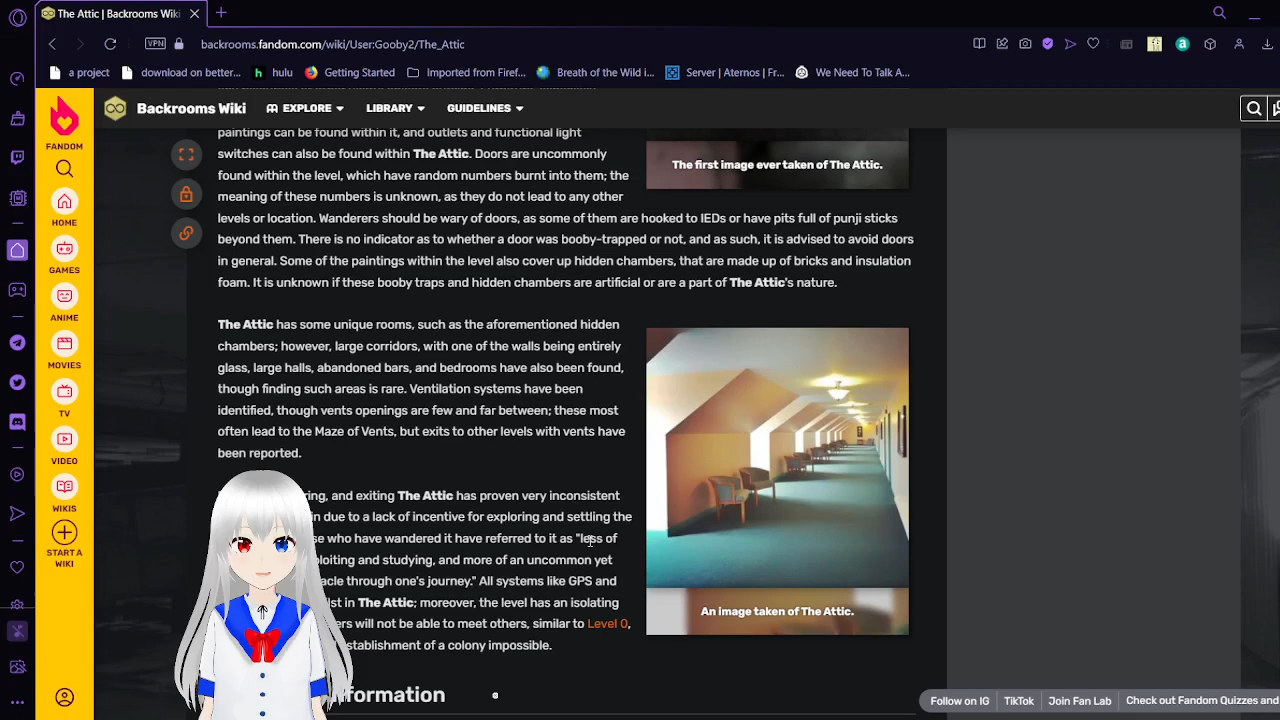 The Attic | Backrooms Wiki
VPN
backrooms.fandom.com/wiki/User:Gooby2/The_Attic
a project
download on better...
hulu
Getting Started
Imported from Firef...
Breath of the Wild i...
Server | Aternos | Fr...
We Need To Talk A...
Backrooms Wiki
EXPLORE
LIBRARY
GUIDELINES
FANDOM
HOME
GAMES
ANIME
MOVIES
TV
VIDEO
WIKIS
START A
WIKI
paintings can be found within it, and outlets and functional light
switches can also be found within The Attic. Doors are uncommonly
found within the level, which have random numbers burnt into them; the
meaning of these numbers is unknown, as they do not lead to any other
levels or location. Wanderers should be wary of doors, as some of them are hooked to IEDs or have pits full of punji sticks
beyond them. There is no indicator as to whether a door was booby-trapped or not, and as such, it is advised to avoid doors
in general. Some of the paintings within the level also cover up hidden chambers, that are made up of bricks and insulation
foam. It is unknown if these booby traps and hidden chambers are artificial or are a part of The Attic's nature.
The first image ever taken of The Attic.
The Attic has some unique rooms, such as the aforementioned hidden
chambers; however, large corridors, with one of the walls being entirely
glass, large halls, abandoned bars, and bedrooms have also been found,
though finding such areas is rare. Ventilation systems have been
identified, though vents openings are few and far between; these most
often lead to the Maze of Vents, but exits to other levels with vents have
been reported.
ring, and exiting The Attic has proven very inconsistent
in due to a lack of incentive for exploring and settling the
se who have wandered it have referred to it as "less of
ploiting and studying, and more of an uncommon yet
acle through one's journey." All systems like GPS and
lst in The Attic; moreover, the level has an isolating
ers will not be able to meet others, similar to Level 0,
stablishment of a colony impossible.
An image taken of The Attic.
formation
Follow on IG
TikTok
Join Fan Lab
Check out Fandom Quizzes and